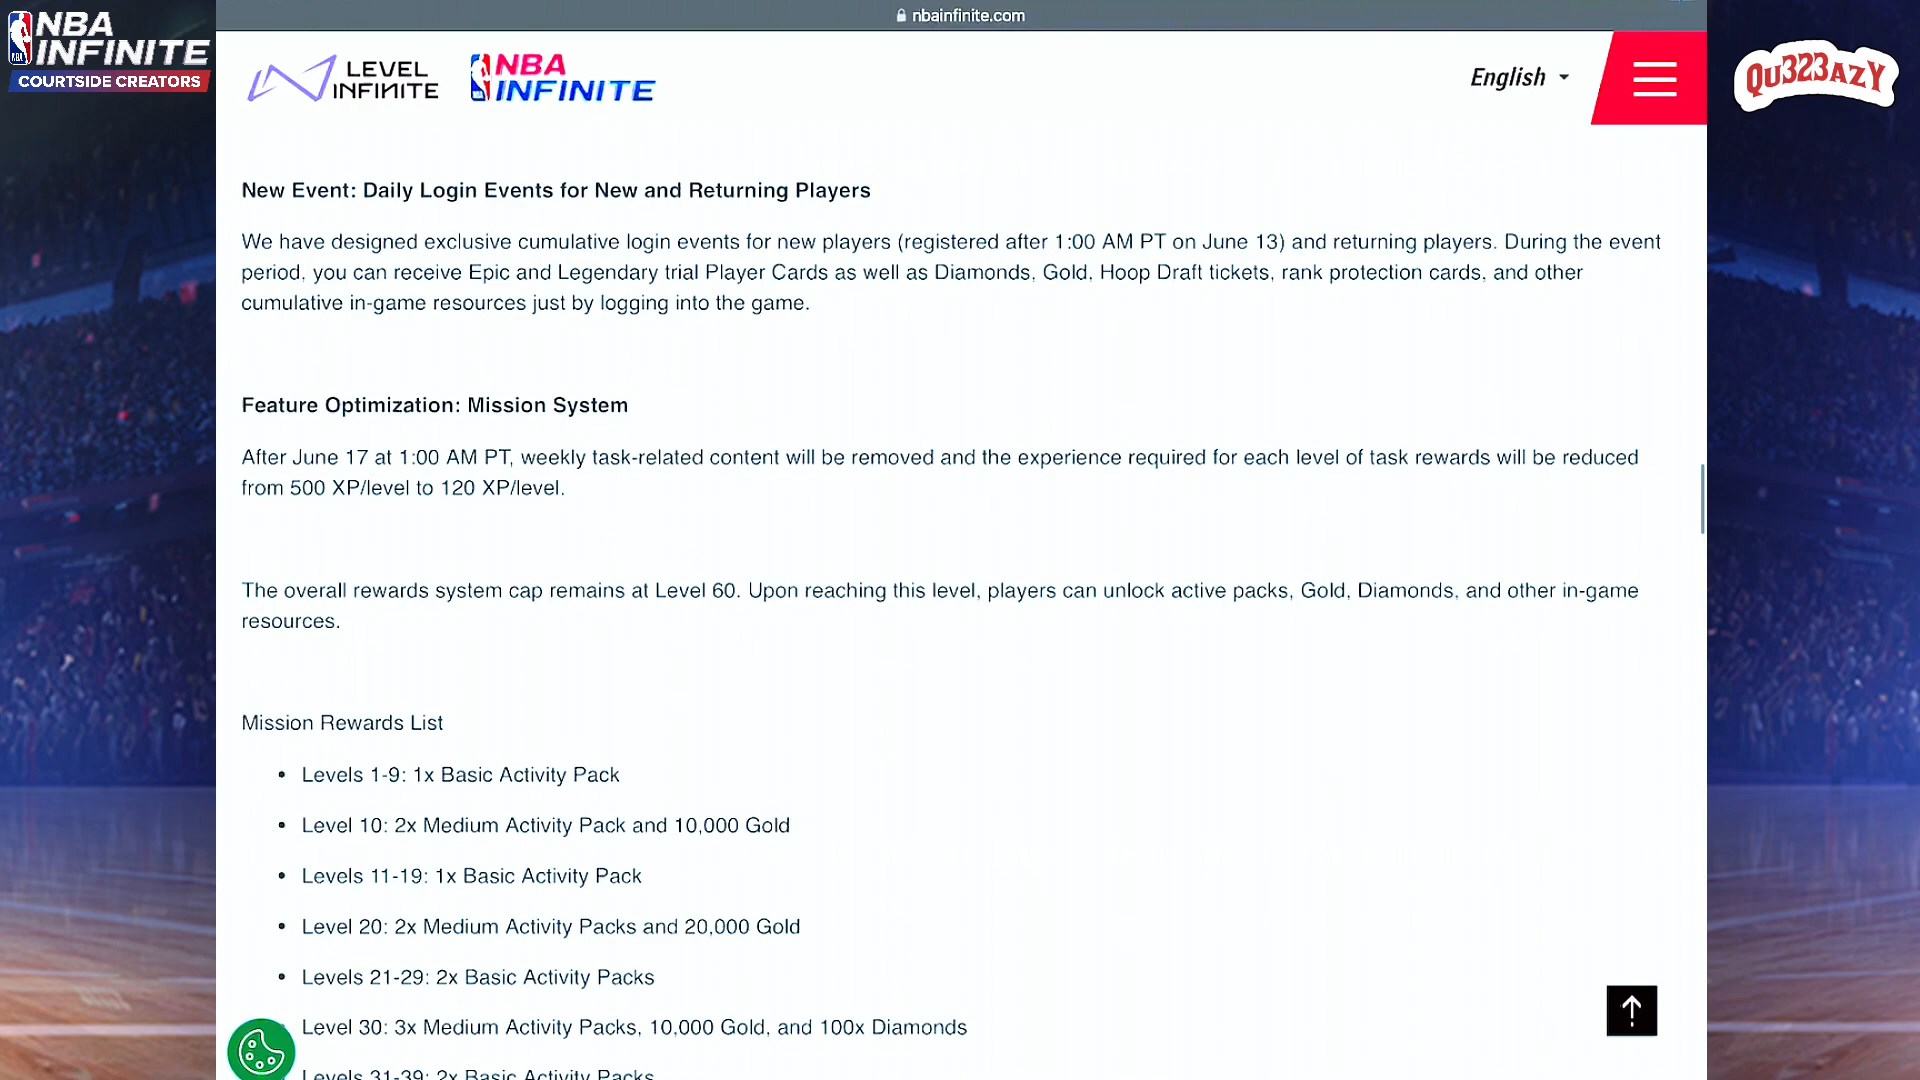 NBA
INFINITE
COURTSIDE CREATORS
nbainfinite.com
LEVEL
INFINITE
NBA
INFINITE
English
QU323AZY
New Event: Daily Login Events for New and Returning Players
We have designed exclusive cumulative login events for new players (registered after 1:00 AM PT on June 13) and returning players. During the event
period, you can receive Epic and Legendary trial Player Cards as well as Diamonds, Gold, Hoop Draft tickets, rank protection cards, and other
cumulative in-game resources just by logging into the game.
Feature Optimization: Mission System
After June 17 at 1:00 AM PT, weekly task-related content will be removed and the experience required for each level of task rewards will be reduced
from 500 XP/level to 120 XP/level.
The overall rewards system cap remains at Level 60. Upon reaching this level, players can unlock active packs, Gold, Diamonds, and other in-game
resources.
Mission Rewards List
• Levels 1-9: 1x Basic Activity Pack
• Level 10: 2x Medium Activity Pack and 10,000 Gold
• Levels 11-19: 1x Basic Activity Pack
• Level 20: 2x Medium Activity Packs and 20,000 Gold
• Levels 21-29: 2x Basic Activity Packs
Level 30: 3x Medium Activity Packs, 10,000 Gold, and 100x Diamonds
Levels 31-39: 2x Basic Activity Packs